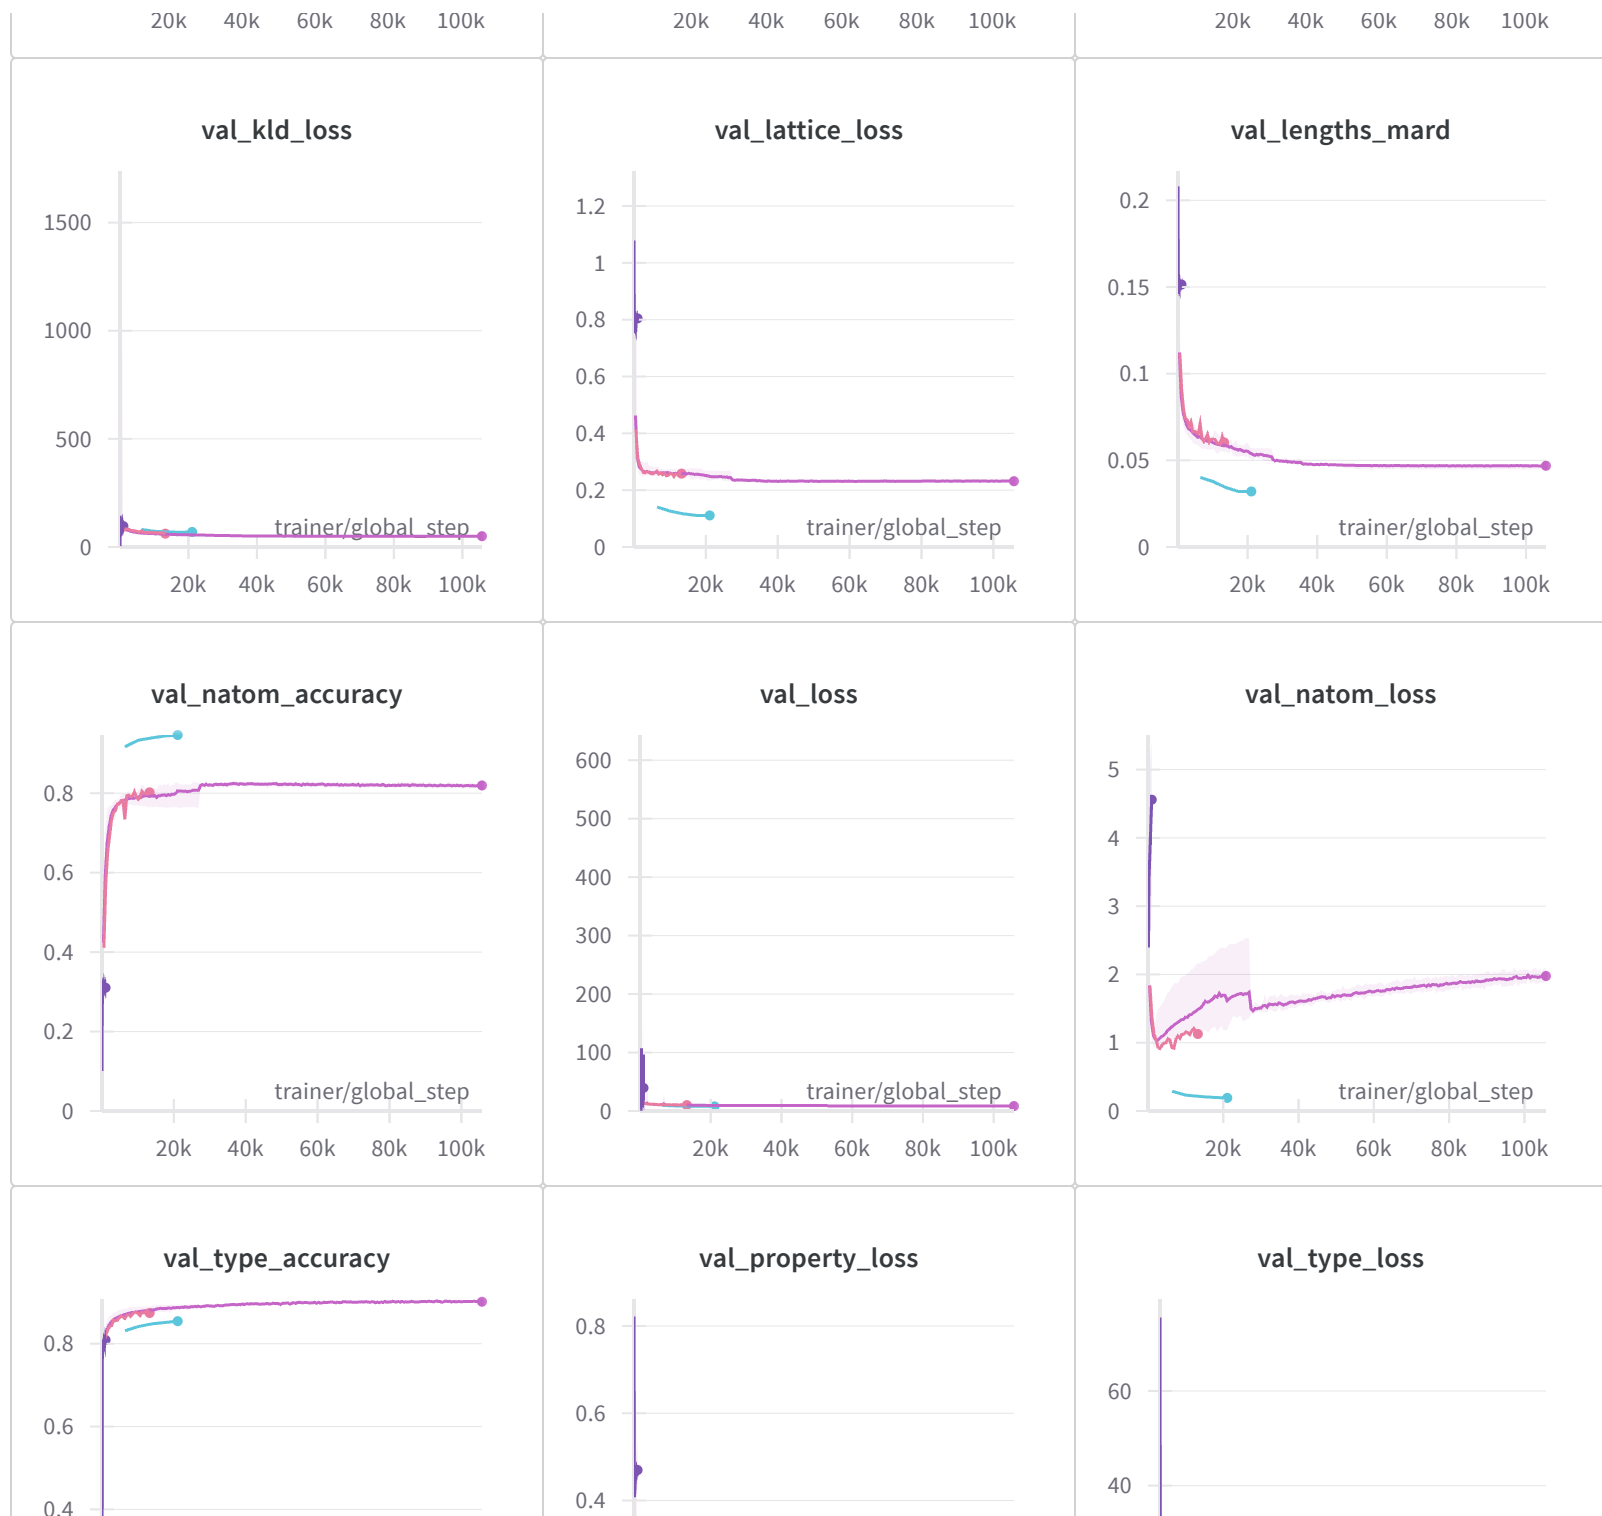 20k 40k 60k 80k 100k
20k 40k 60k 80k 100k
20k 40k 60k 80k 100k
val_kld_loss
1500
1000
500
0
trainer/global_step
20k 40k 60k 80k 100k
val_lattice_loss
1.2
1
0.8
0.6
0.4
0.2
0
trainer/global_step
20k 40k 60k 80k 100k
val_lengths_mard
0.2
0.15
0.1
0.05
0
trainer/global_step
20k 40k 60k 80k 100k
val_natom_accuracy
0.8
0.6
0.4
0.2
0
trainer/global_step
20k 40k 60k 80k 100k
val_loss
600
500
400
300
200
100
0
trainer/global_step
20k 40k 60k 80k 100k
val_natom_loss
5
4
3
2
1
0
trainer/global_step
20k 40k 60k 80k 100k
val_type_accuracy
0.8
0.6
0.4
val_property_loss
0.8
0.6
0.4
val_type_loss
60
40